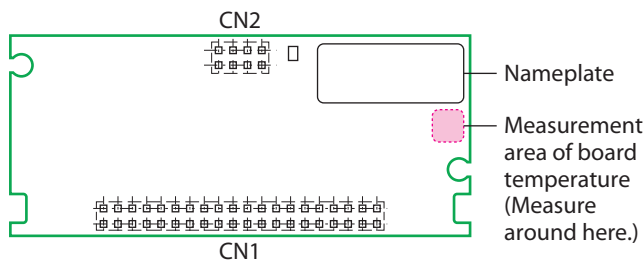 CN2
Nameplate
Measurement
area of board
temperature
(Measure
around here.)
CN1